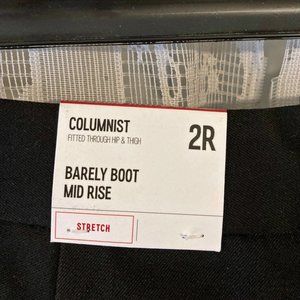 COLUMNIST
FITTED THROUGH HIP & THIGH
2R
BARELY BOOT
MID RISE
STRETCH